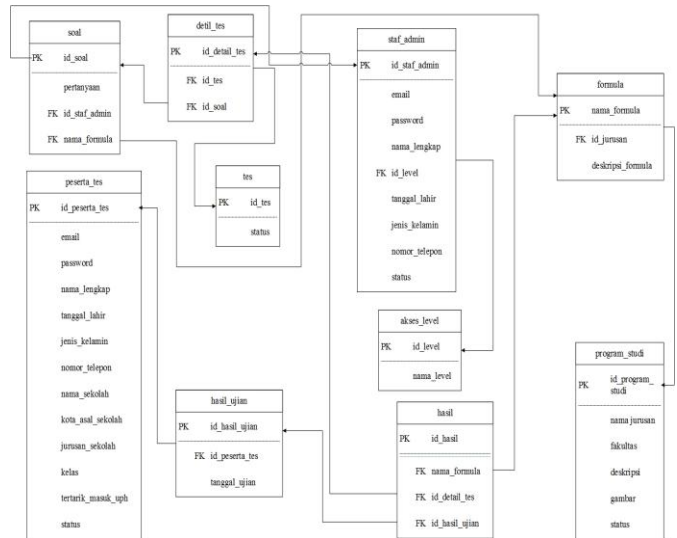 soal
PK id_soal
pertanyaan
FK id_staf_admin
FK nama_formula
detil_tes
PK id_detail_tes
FK id_tes
FK id_soal
staf_admin
PK id_staf_admin
email
password
nama_lengkap
FK id_level
tanggal_lahir
jenis_kelamin
nomor_telepon
status
formula
PK nama_formula
FK id_jurusan
deskripsi_formula
peserta_tes
PK id_peserta_tes
email
password
nama_lengkap
tanggal_lahir
jenis_kelamin
nomor_telepon
nama_sekolah
kota_asal_sekolah
jurusan_sekolah
kelas
tertarik_masuk_uph
status
tes
PK id_tes
status
akses_level
PK id_level
nama_level
program_studi
PK id_program_
studi
nama jurusan
fakultas
deskripsi
gambar
status
hasil_ujian
PK id_hasil_ujian
FK id_peserta_tes
tanggal_ujian
hasil
PK id_hasil
FK nama_formula
FK id_detail_tes
FK id_hasil_ujian